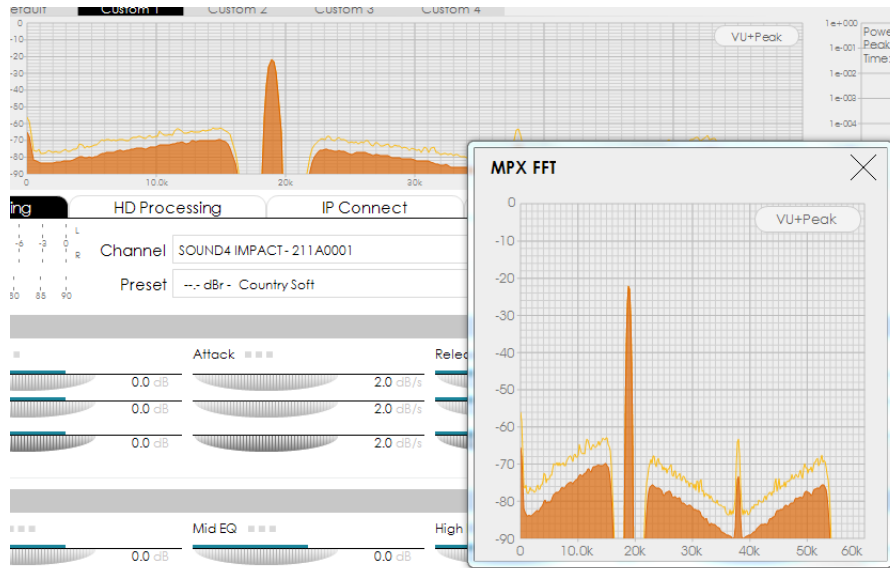 Custom 1 Custom 2 Custom 3 Custom 4
0
-10
-20
-30
-40
-50
-60
-70
-80
-90
0 10.0k 20k 30k
VU+Peak
1e+000
1e-001
1e-002
1e-003
1e-004
Peak
Time:
HD Processing IP Connect
-6 -3 0 L
R
85 90
Channel SOUND4 IMPACT - 211A0001
Preset --.- dBr - Country Soft
Attack
0.0 dB 2.0 dB/s
0.0 dB 2.0 dB/s
0.0 dB 2.0 dB/s
Mid EQ High
0.0 dB 0.0 dB
MPX FFT
VU+Peak
0
-10
-20
-30
-40
-50
-60
-70
-80
-90
0 10.0k 20k 30k 40k 50k 60k